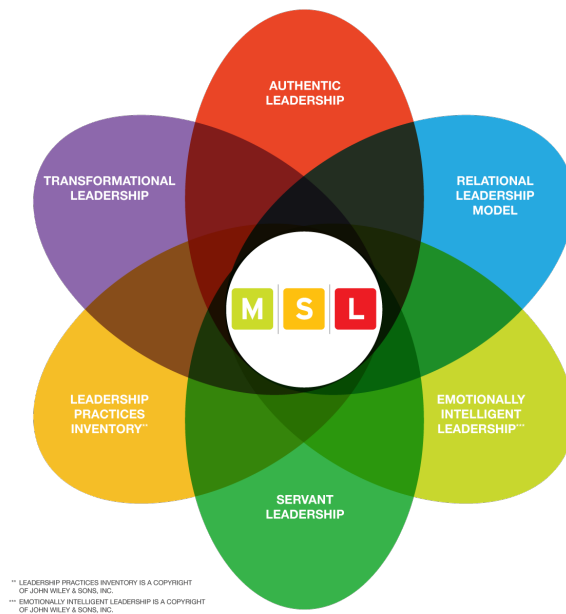 AUTHENTIC
LEADERSHIP
TRANSFORMATIONAL
LEADERSHIP
RELATIONAL
LEADERSHIP
MODEL
M S L
LEADERSHIP
PRACTICES
INVENTORY**
EMOTIONALLY
INTELLIGENT
LEADERSHIP***
SERVANT
LEADERSHIP
** LEADERSHIP PRACTICES INVENTORY IS A COPYRIGHT
OF JOHN WILEY & SONS, INC.
*** EMOTIONALLY INTELLIGENT LEADERSHIP IS A COPYRIGHT
OF JOHN WILEY & SONS, INC.